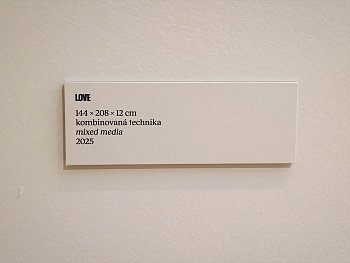 LOVE
144 × 208 × 12 cm
kombinovaná technika
mixed media
2025